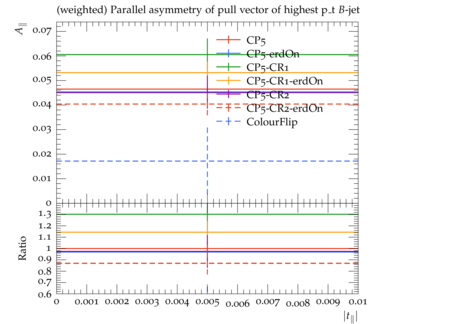 (weighted) Parallel asymmetry of pull vector of highest p_t B-jet
A∥
0.07
0.06
0.05
0.04
0.03
0.02
0.01
0
CP5
CP5-erdOn
CP5-CR1
CP5-CR1-erdOn
CP5-CR2
CP5-CR2-erdOn
ColourFlip
Ratio
1.3
1.2
1.1
1
0.9
0.8
0.7
0.6
0 0.001 0.002 0.003 0.004 0.005 0.006 0.007 0.008 0.009 0.01
|t∥|